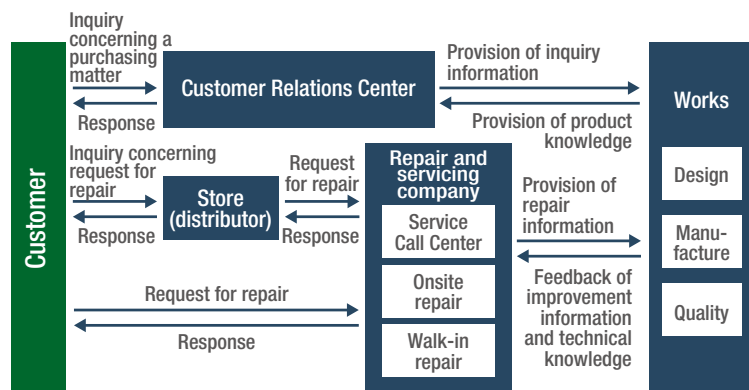 Customer
Inquiry
concerning a
purchasing
matter
Response
Customer Relations Center
Provision of inquiry
information
Provision of product
knowledge
Inquiry concerning
request for
repair
Response
Store
(distributor)
Request
for repair
Response
Repair and
servicing
company
Service
Call Center
Onsite
repair
Walk-in
repair
Request for repair
Response
Provision of
repair
information
Feedback of
improvement
information
and technical
knowledge
Works
Design
Manu-
facture
Quality